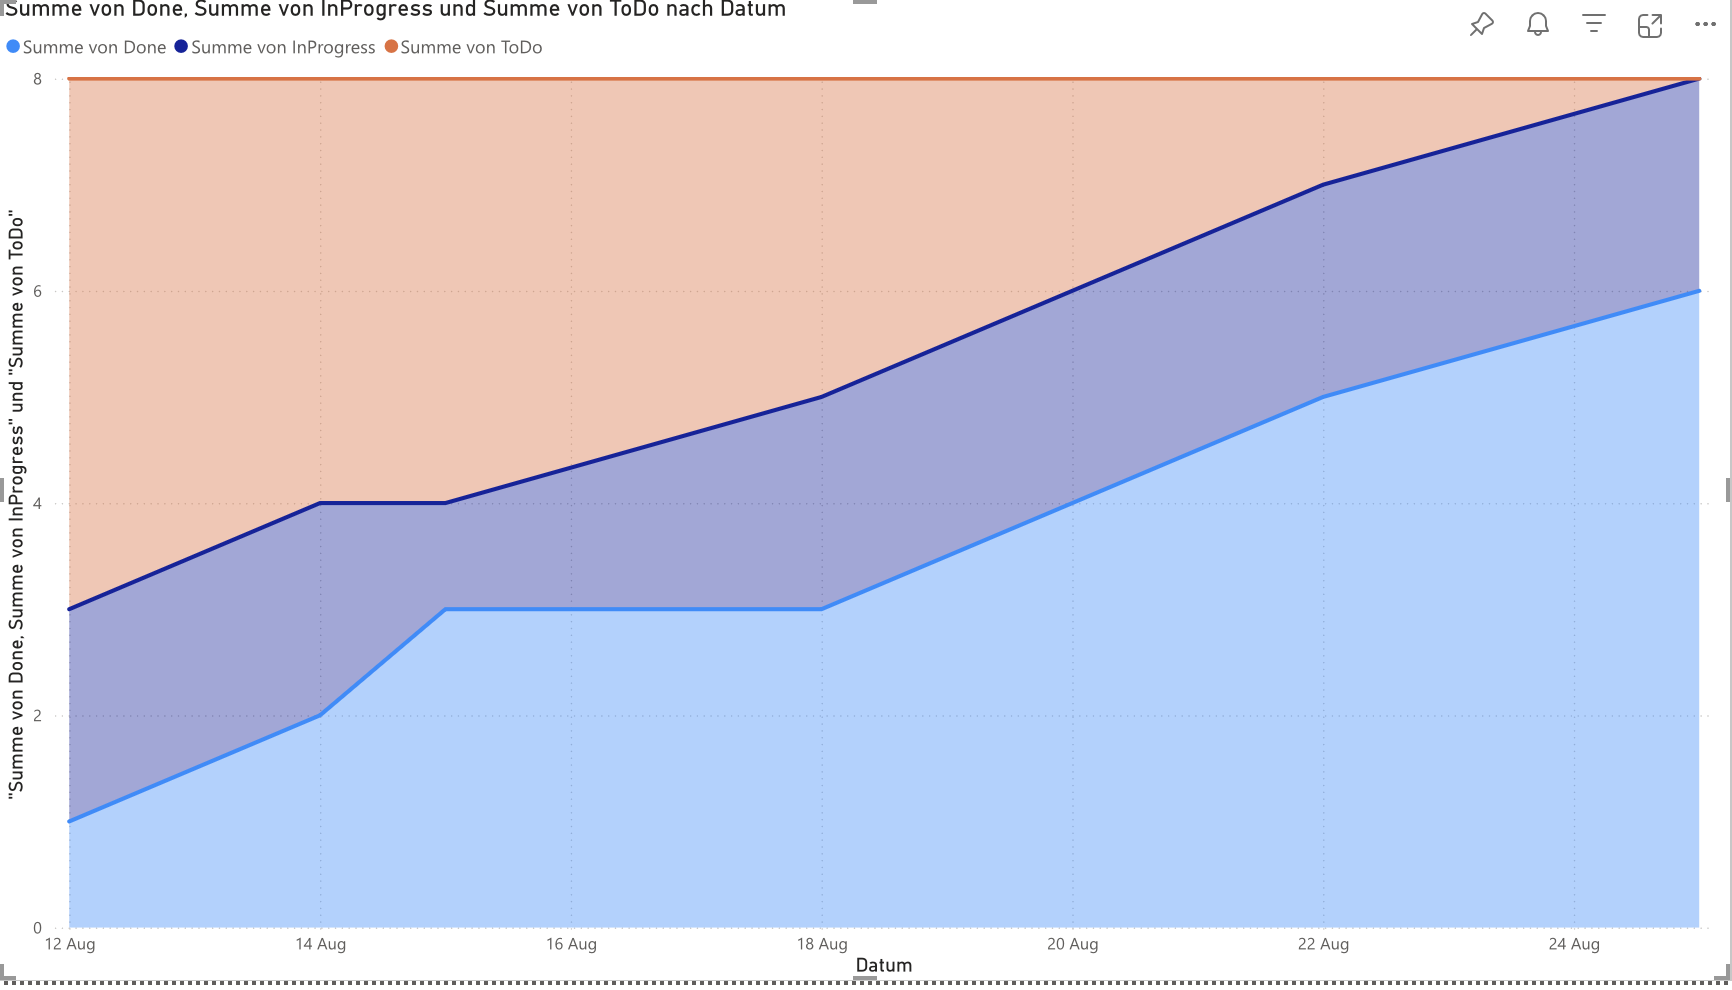 Summe von Done, Summe von InProgress und Summe von ToDo nach Datum
Summe von Done Summe von InProgress Summe von ToDo
"Summe von Done, Summe von InProgress" und "Summe von ToDo"
8
6
4
2
0
12 Aug 14 Aug 16 Aug 18 Aug 20 Aug 22 Aug 24 Aug
Datum